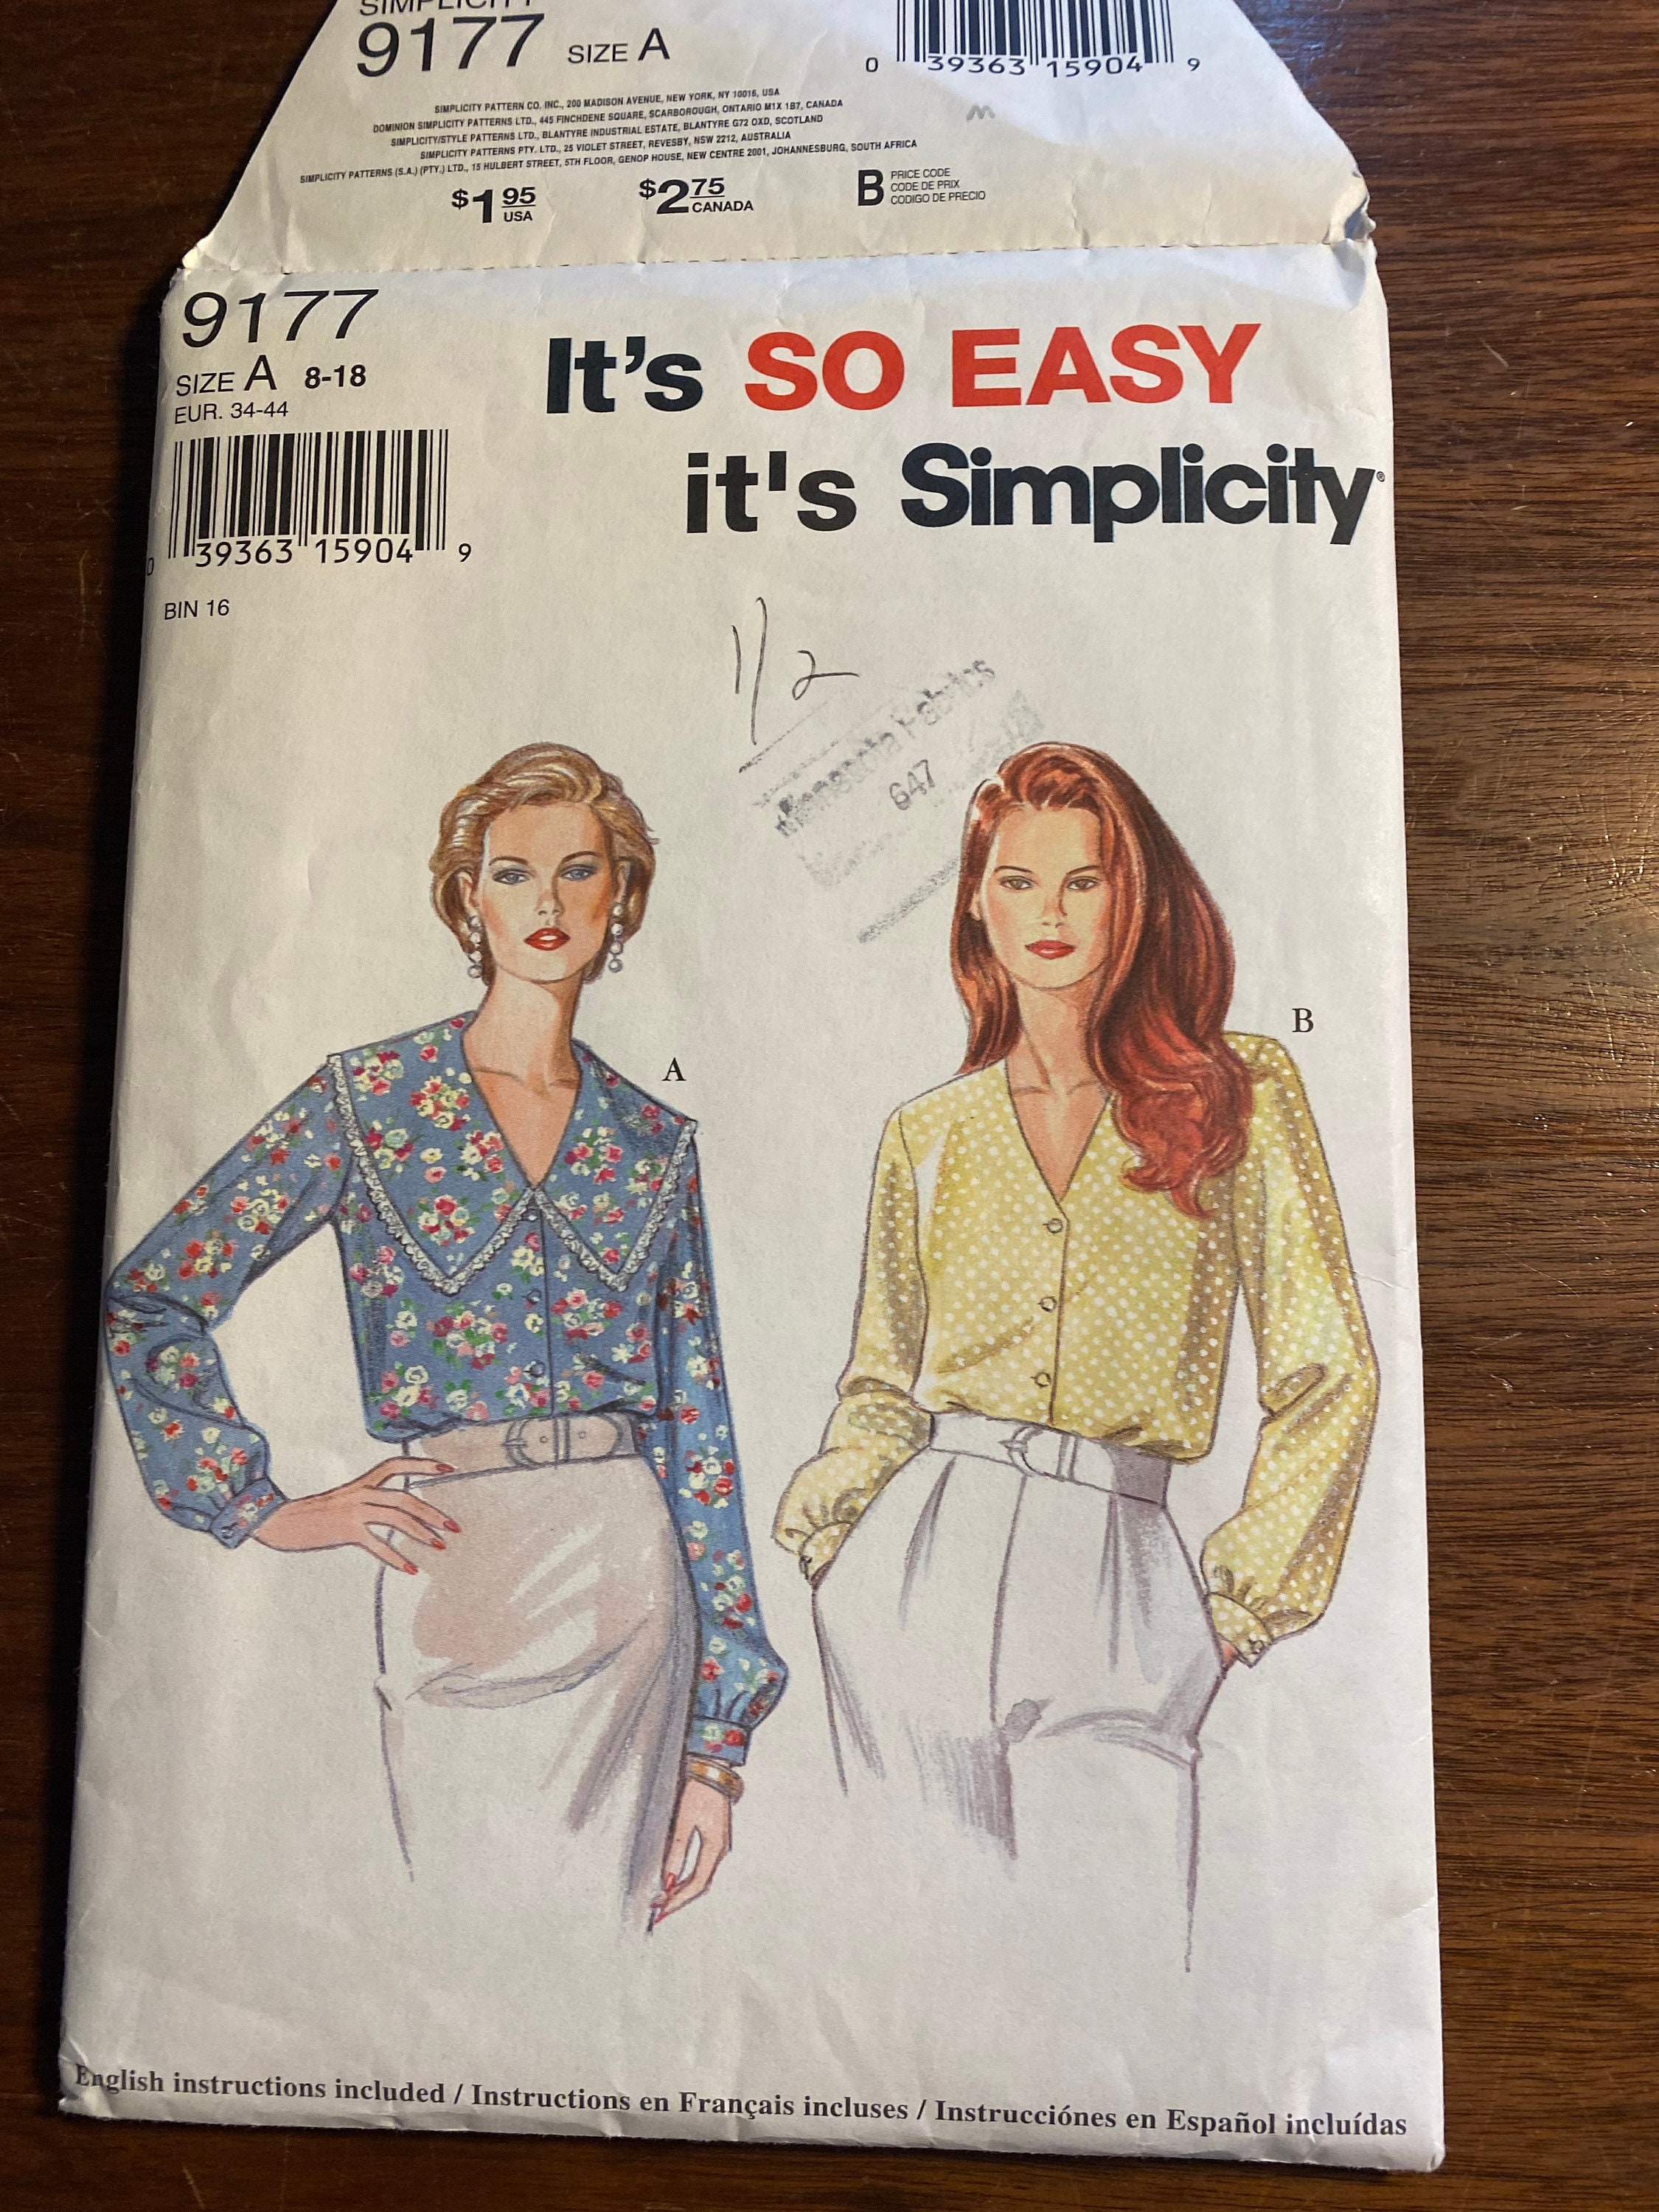 SIMPLICITY
9177 SIZE A
0 39363 15904 9
SIMPLICITY PATTERN CO. INC., 200 MADISON AVENUE, NEW YORK, NY 10016, USA
DOMINION SIMPLICITY PATTERNS LTD., 445 FINCHDENE SQUARE, SCARBOROUGH, ONTARIO M1X 1B7, CANADA
SIMPLICITY/STYLE PATTERNS LTD., BLANTYRE INDUSTRIAL ESTATE, BLANTYRE G72 OXD, SCOTLAND
SIMPLICITY PATTERNS PTY. LTD., 25 VIOLET STREET, REVESBY, NSW 2212, AUSTRALIA
SIMPLICITY PATTERNS (S.A.) (PTY.) LTD., 15 HULBERT STREET, 5TH FLOOR, GENOP HOUSE, NEW CENTRE 2001, JOHANNESBURG, SOUTH AFRICA
M
$1 95 USA
$2 75 CANADA
B PRICE CODE
CODE DE PRIX
CODIGO DE PRECIO
9177
SIZE A 8-18
EUR. 34-44
0 39363 15904 9
BIN 16
It's SO EASY
it's Simplicity®
1/2
Minnesota Fabrics
647
A
B
English instructions included / Instructions en Français incluses / Instrucciónes en Español incluídas